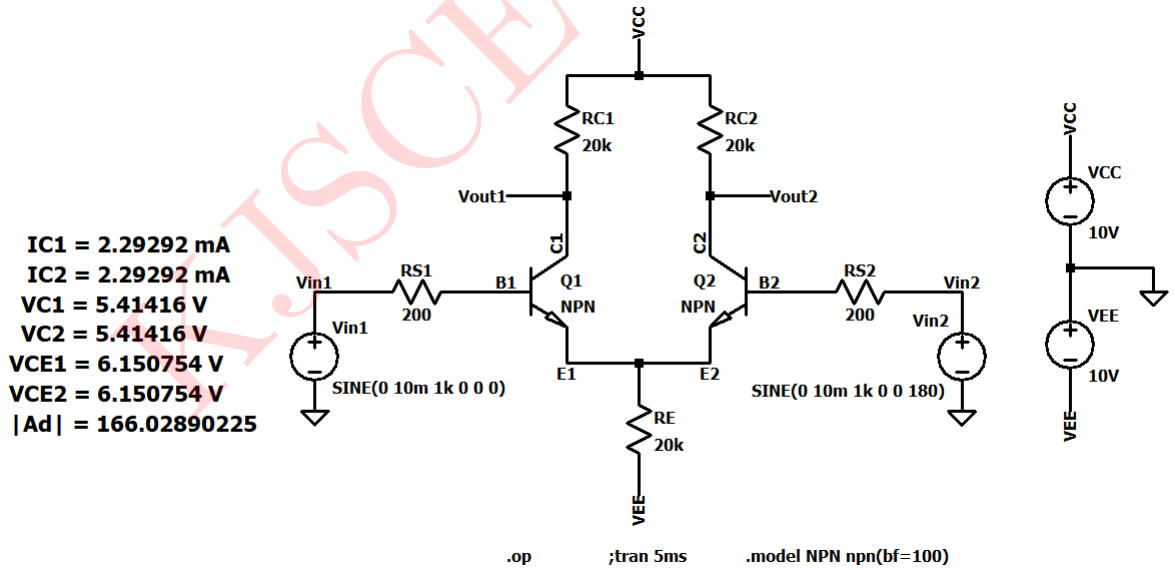 VCC
RC1
20k
RC2
20k
Vout1
Vout2
C1
C2
IC1 = 2.29292 mA
IC2 = 2.29292 mA
VC1 = 5.41416 V
VC2 = 5.41416 V
VCE1 = 6.150754 V
VCE2 = 6.150754 V
|Ad| = 166.02890225
Vin1
RS1
200
B1
Q1
NPN
Q2
NPN
B2
RS2
200
Vin2
Vin1
SINE(0 10m 1k 0 0 0)
Vin2
SINE(0 10m 1k 0 0 180)
E1
E2
RE
20k
VEE
VCC
VCC
10V
VEE
10V
VEE
.op ;tran 5ms .model NPN npn(bf=100)
KJSCE